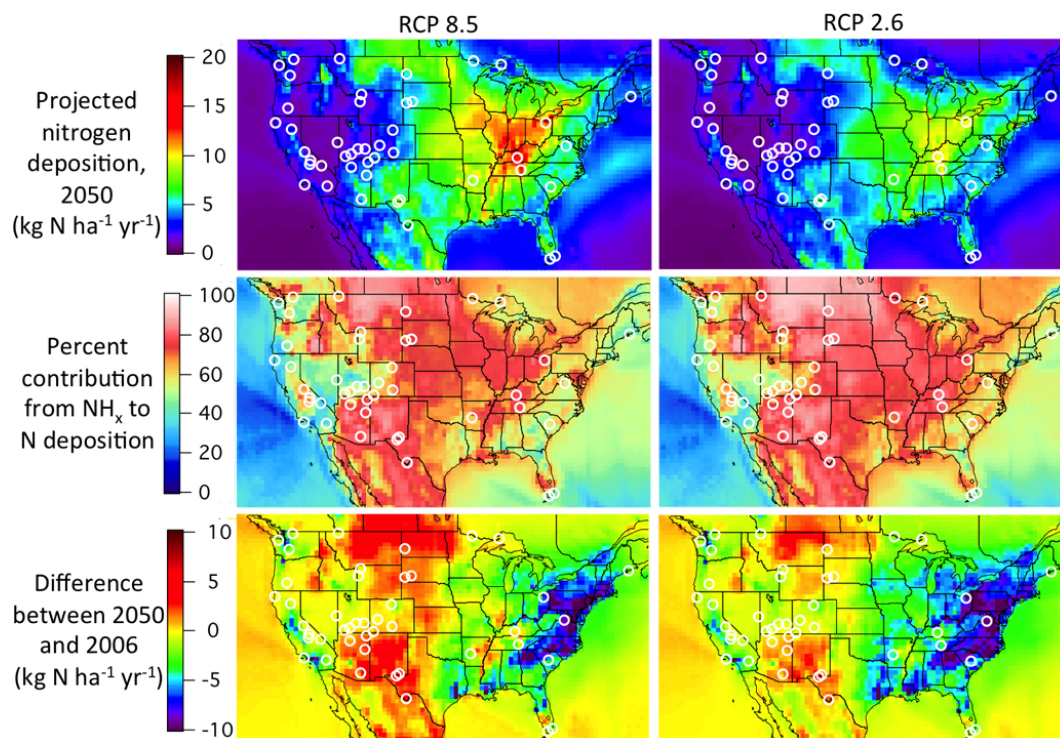 RCP 8.5
RCP 2.6
Projected
nitrogen
deposition,
2050
(kg N ha⁻¹ yr⁻¹)
20
15
10
5
0
Percent
contribution
from NHₓ to
N deposition
100
80
60
40
20
0
Difference
between 2050
and 2006
(kg N ha⁻¹ yr⁻¹)
10
5
0
-5
-10